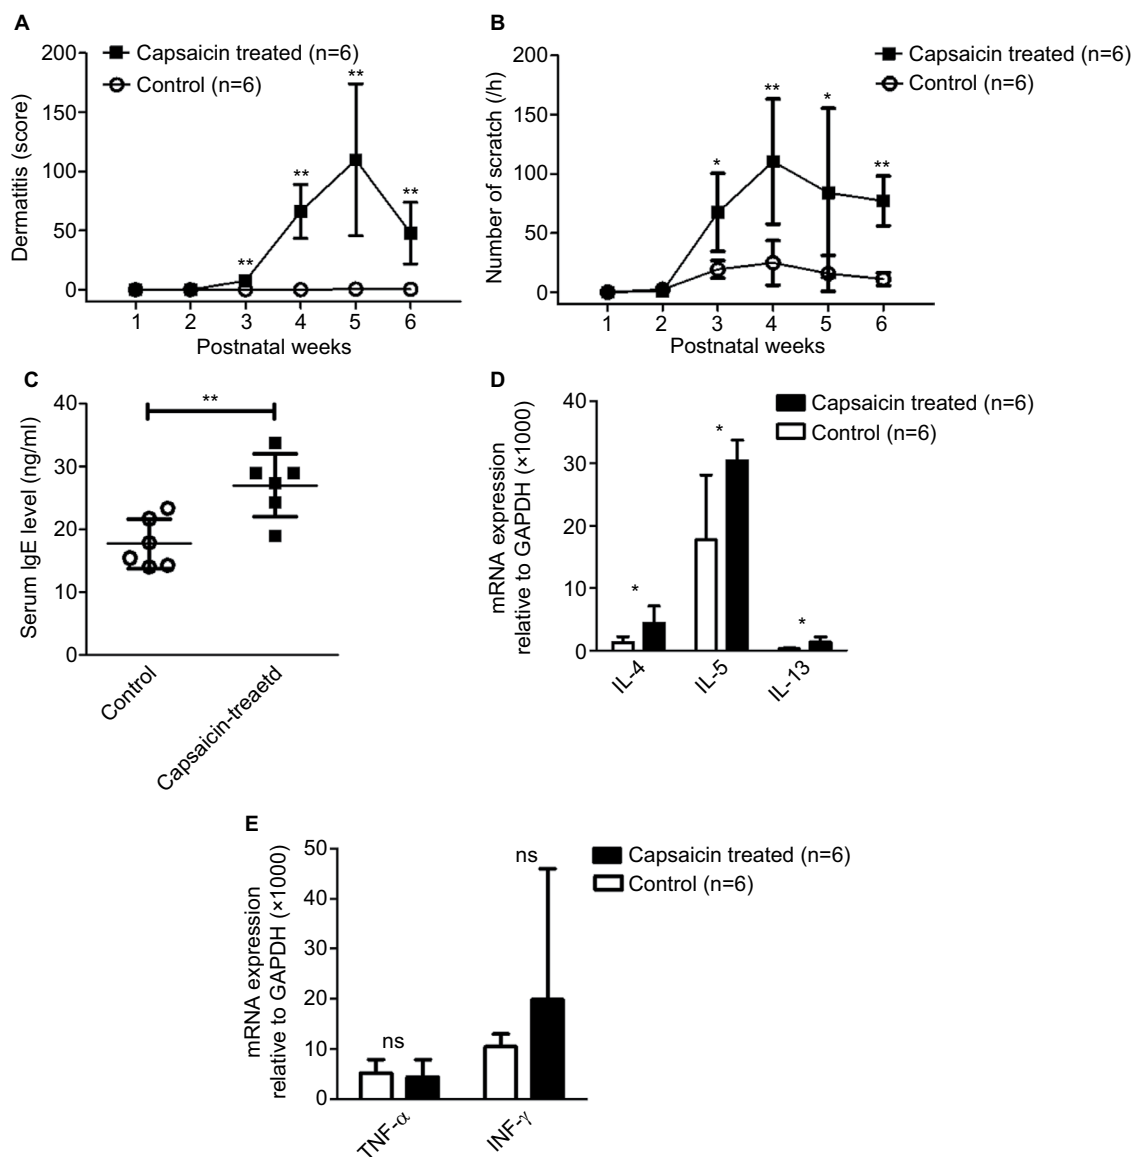 A
Capsaicin treated (n=6)
Control (n=6)
Dermatitis (score)
200
150
100
50
0
**
**
**
**
1 2 3 4 5 6
Postnatal weeks
B
Capsaicin treated (n=6)
Control (n=6)
Number of scratch (/h)
200
150
100
50
0
*
**
*
**
1 2 3 4 5 6
Postnatal weeks
C
Serum IgE level (ng/ml)
40
30
20
10
0
**
Control
Capsaicin-treaetd
D
Capsaicin treated (n=6)
Control (n=6)
mRNA expression
relative to GAPDH (×1000)
40
30
20
10
0
*
*
*
IL-4
IL-5
IL-13
E
Capsaicin treated (n=6)
Control (n=6)
mRNA expression
relative to GAPDH (×1000)
50
40
30
20
10
0
ns
ns
TNF-α
INF-γ